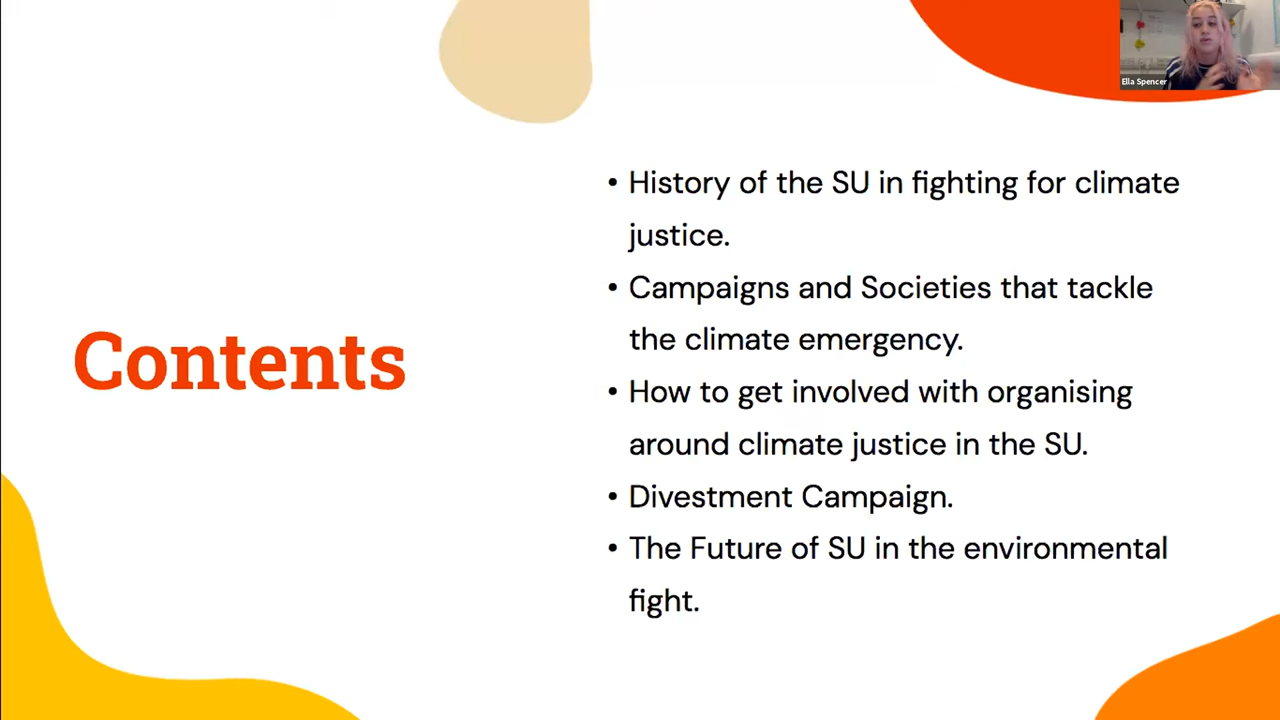 Ella Spencer
Contents
• History of the SU in fighting for climate
justice.
• Campaigns and Societies that tackle
the climate emergency.
• How to get involved with organising
around climate justice in the SU.
• Divestment Campaign.
• The Future of SU in the environmental
fight.